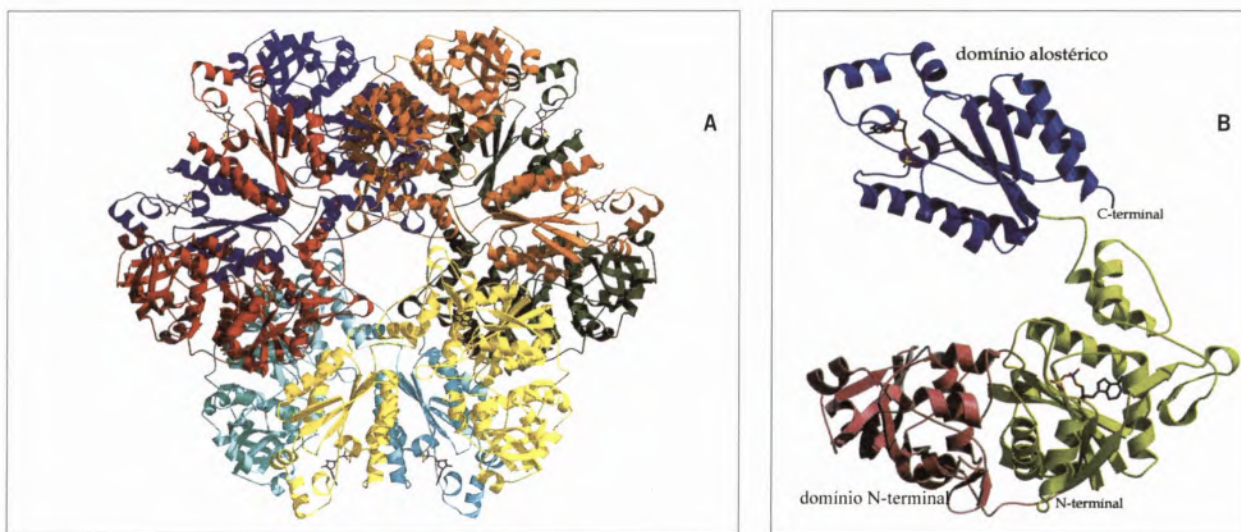 A
domínio alostérico
B
C-terminal
domínio N-terminal
N-terminal